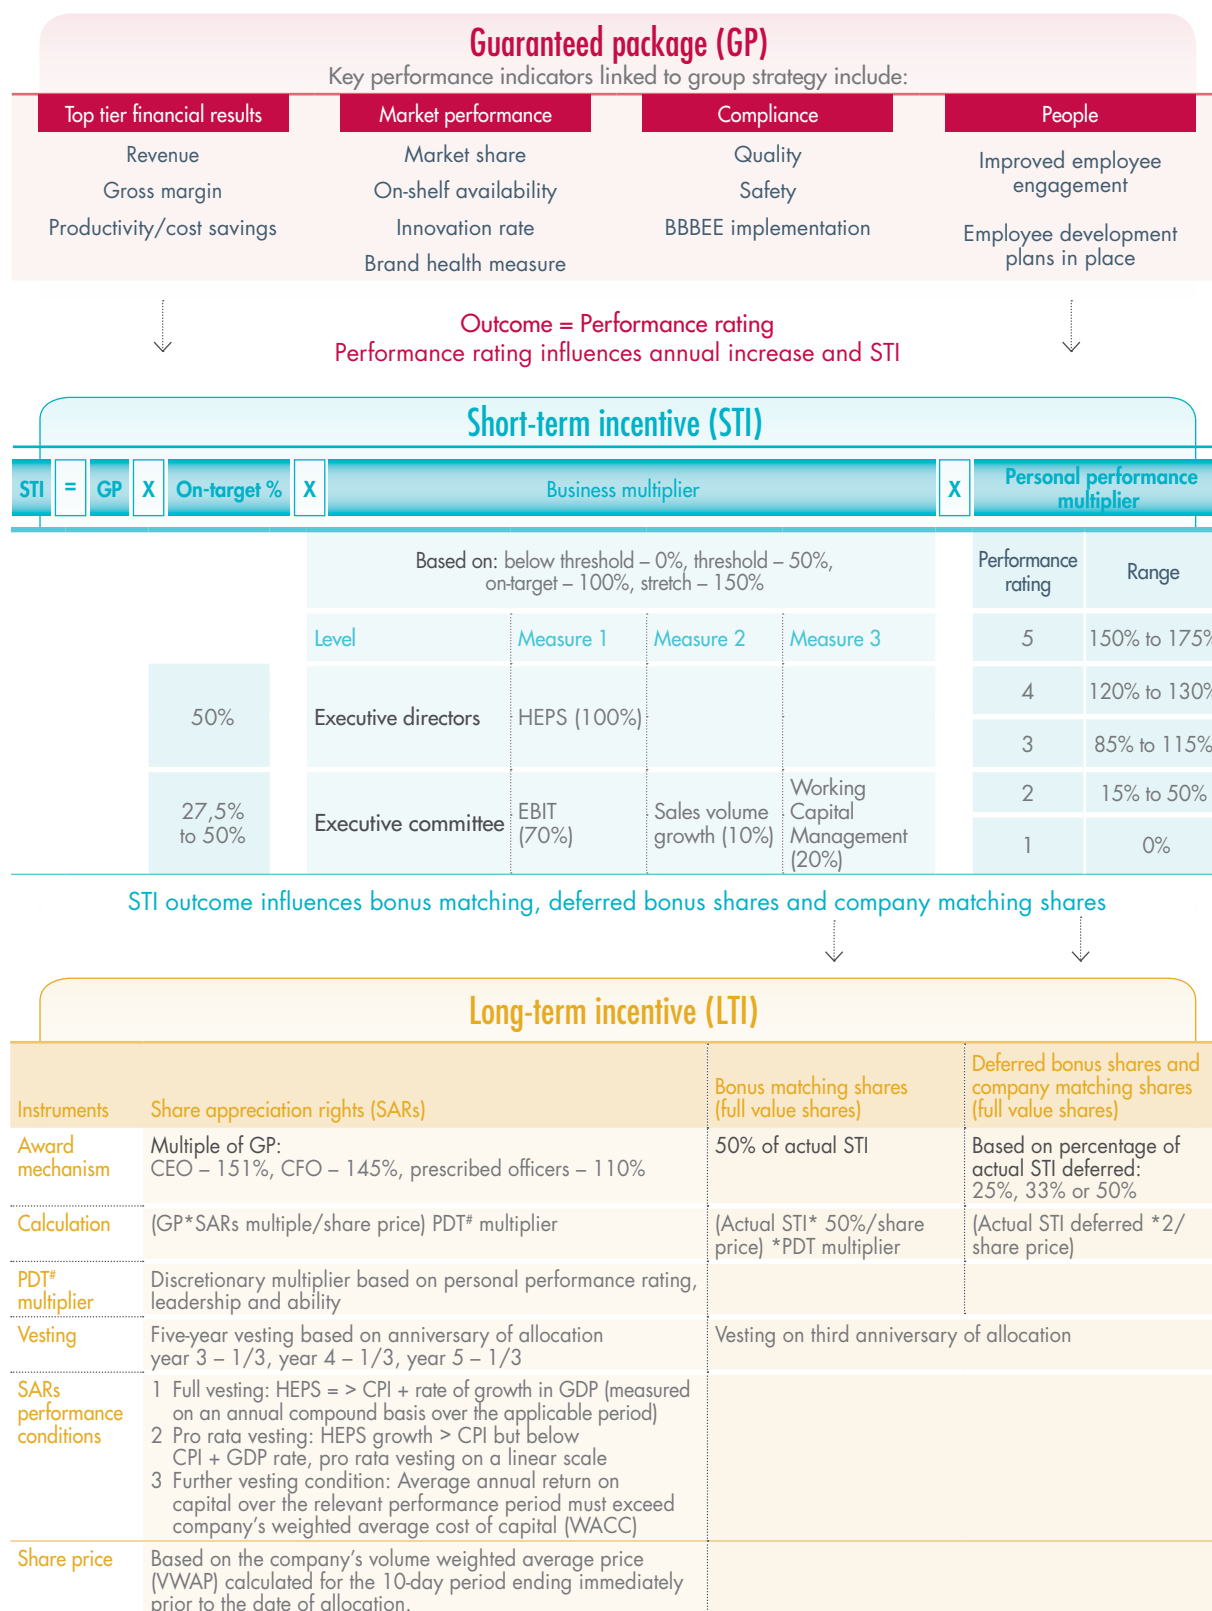 Guaranteed package (GP)
Key performance indicators linked to group strategy include:
Top tier financial results
Revenue
Gross margin
Productivity/cost savings
Market performance
Market share
On-shelf availability
Innovation rate
Brand health measure
Compliance
Quality
Safety
BBBEE implementation
People
Improved employee
engagement
Employee development
plans in place
Outcome = Performance rating
Performance rating influences annual increase and STI
Short-term incentive (STI)
STI = GP X On-target % X Business multiplier X Personal performance
multiplier
Based on: below threshold – 0%, threshold – 50%,
on-target – 100%, stretch – 150%
Level Measure 1 Measure 2 Measure 3
50% Executive directors HEPS (100%)
27,5%
to 50%
Executive committee
EBIT
(70%)
Sales volume
growth (10%)
Working
Capital
Management
(20%)
Performance
rating
Range
5 150% to 175%
4 120% to 130%
3 85% to 115%
2 15% to 50%
1 0%
STI outcome influences bonus matching, deferred bonus shares and company matching shares
Long-term incentive (LTI)
Instruments
Share appreciation rights (SARs)
Bonus matching shares
(full value shares)
Deferred bonus shares and
company matching shares
(full value shares)
Award
mechanism
Multiple of GP:
CEO – 151%, CFO – 145%, prescribed officers – 110%
50% of actual STI
Based on percentage of
actual STI deferred:
25%, 33% or 50%
Calculation
(GP*SARs multiple/share price) PDT# multiplier
(Actual STI* 50%/share
price) *PDT multiplier
(Actual STI deferred *2/
share price)
PDT#
multiplier
Discretionary multiplier based on personal performance rating,
leadership and ability
Vesting
Five-year vesting based on anniversary of allocation
year 3 – 1/3, year 4 – 1/3, year 5 – 1/3
Vesting on third anniversary of allocation
SARs
performance
conditions
1 Full vesting: HEPS = > CPI + rate of growth in GDP (measured
on an annual compound basis over the applicable period)
2 Pro rata vesting: HEPS growth > CPI but below
CPI + GDP rate, pro rata vesting on a linear scale
3 Further vesting condition: Average annual return on
capital over the relevant performance period must exceed
company's weighted average cost of capital (WACC)
Share price
Based on the company's volume weighted average price
(VWAP) calculated for the 10-day period ending immediately
prior to the date of allocation.